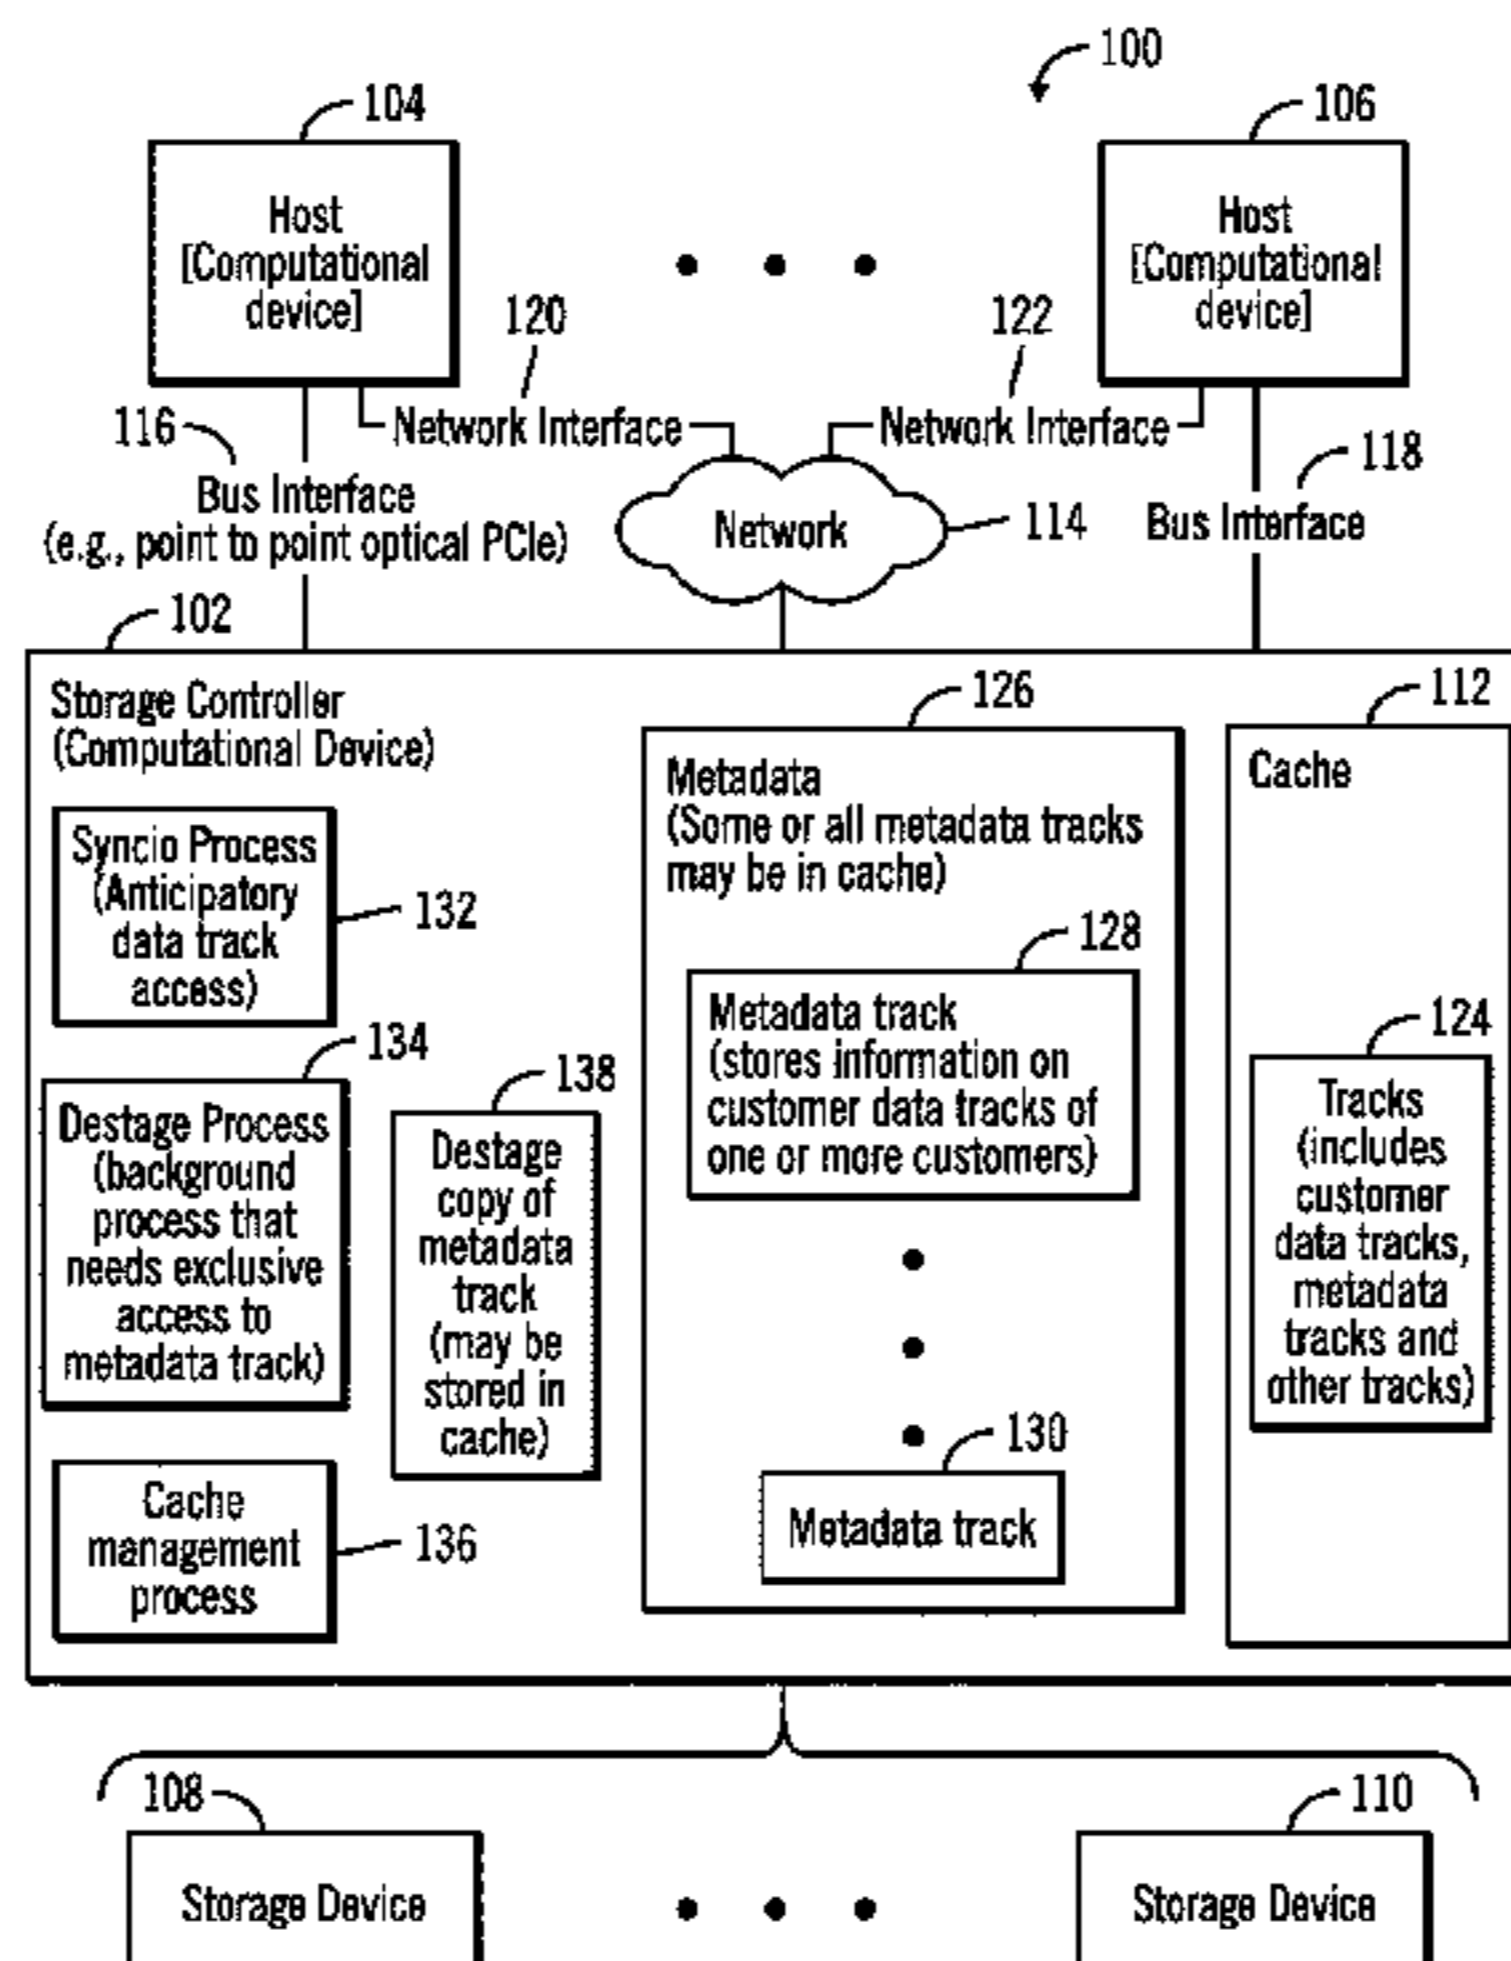 100
104
106
Host
[Computational
device]
Host
[Computational
device]
120
122
116
Network Interface
Network Interface
118
Bus Interface
(e.g., point to point optical PCIe)
Network
114
Bus Interface
102
Storage Controller
(Computational Device)
126
112
Metadata
(Some or all metadata tracks
may be in cache)
Cache
Syncio Process
(Anticipatory
data track
access)
132
128
Metadata track
(stores information on
customer data tracks of
one or more customers)
124
Tracks
(includes
customer
data tracks,
metadata
tracks and
other tracks)
134
Destage Process
(background
process that
needs exclusive
access to
metadata track)
138
Destage
copy of
metadata
track
(may be
stored in
cache)
130
Metadata track
Cache
management
process
136
108
110
Storage Device
Storage Device